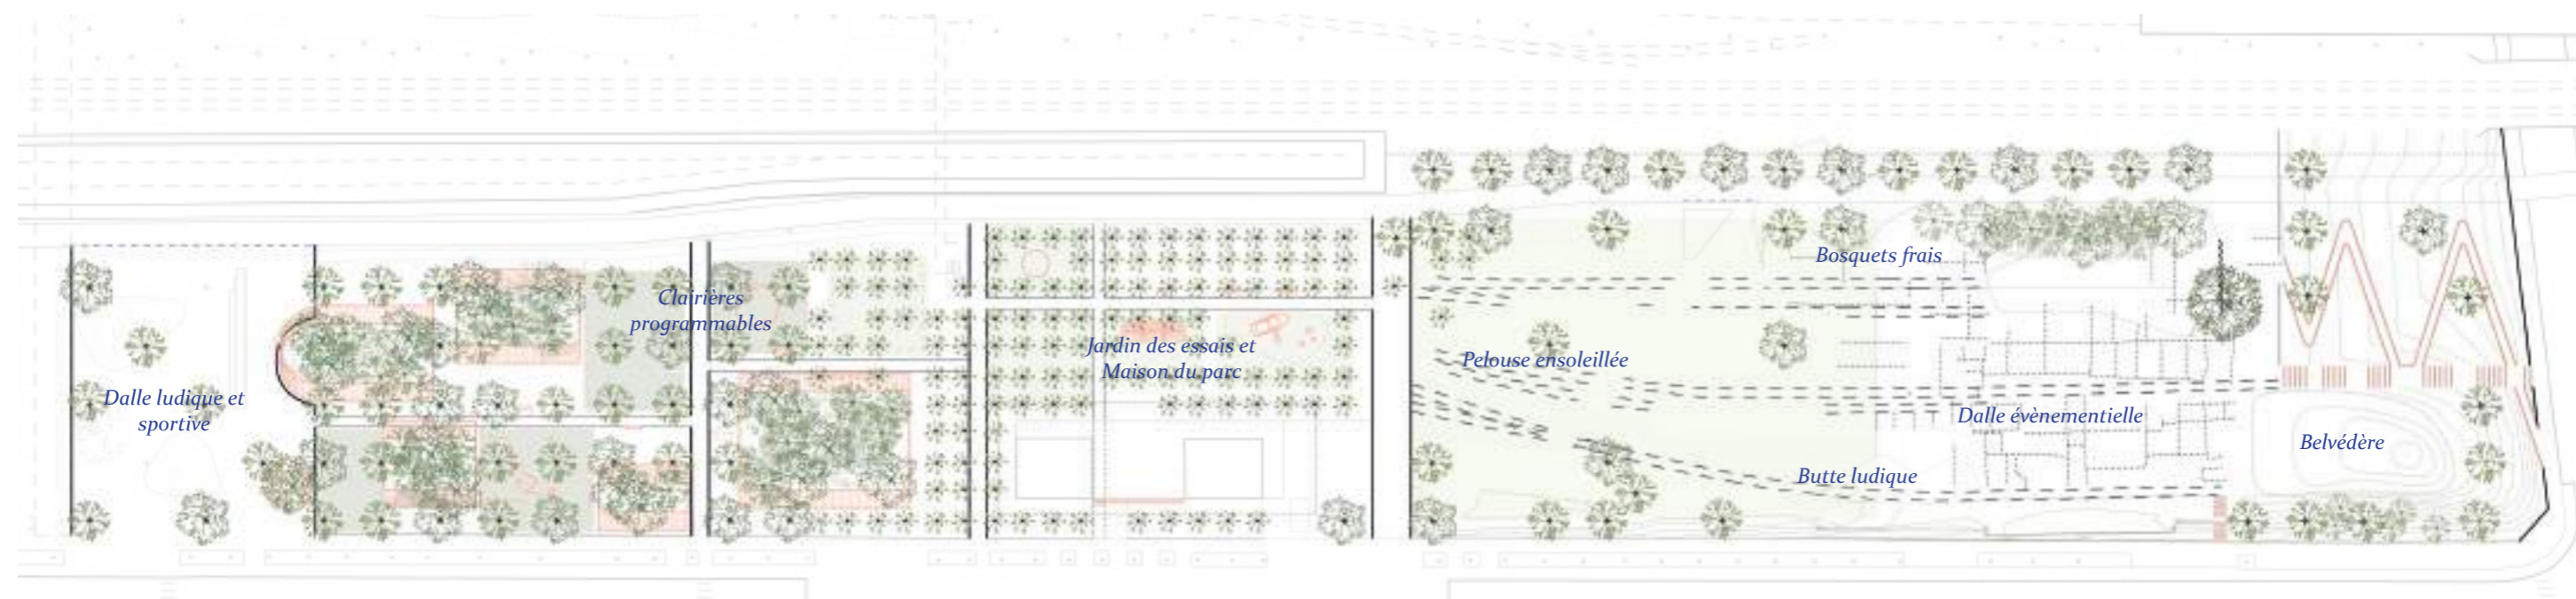 Dalle ludique et
sportive
Clairières
programmables
Jardin des essais et
Maison du parc
Pelouse ensoleillée
Bosquets frais
Butte ludique
Dalle évènementielle
Belvédère